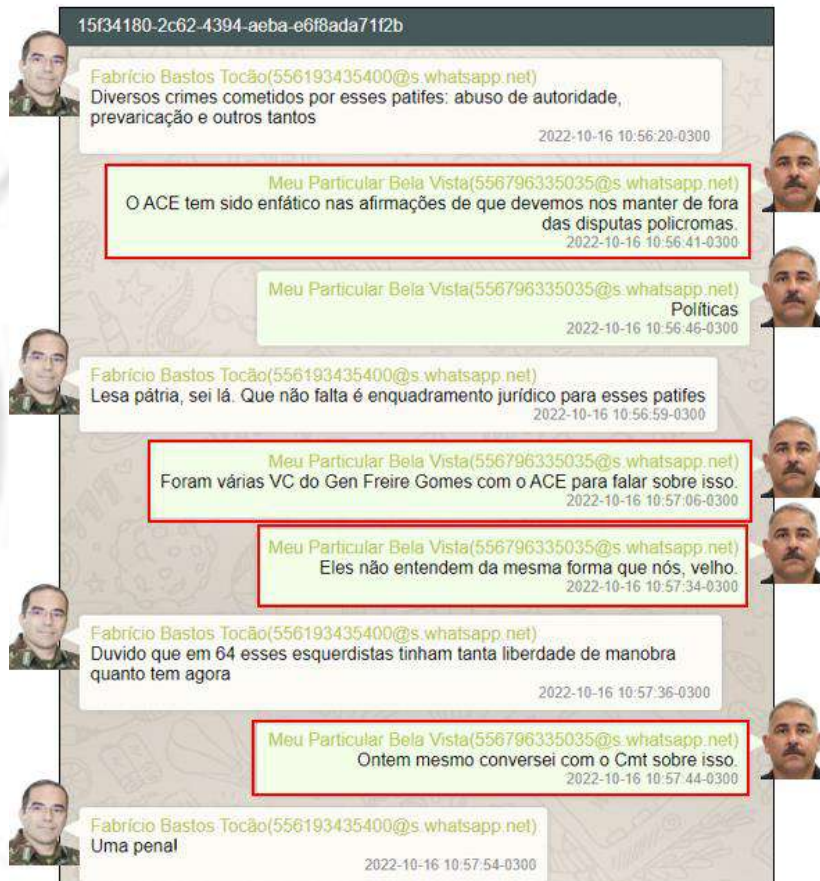 15f34180-2c62-4394-aeba-e6f8ada71f2b
Fabrício Bastos Tocão(556193435400@s.whatsapp.net)
Diversos crimes cometidos por esses patifes: abuso de autoridade,
prevaricação e outros tantos
2022-10-16 10:56:20-0300
Meu Particular Bela Vista(556796335035@s.whatsapp.net)
O ACE tem sido enfático nas afirmações de que devemos nos manter de fora
das disputas policromas.
2022-10-16 10:56:41-0300
Meu Particular Bela Vista(556796335035@s.whatsapp.net)
Políticas
2022-10-16 10:56:46-0300
Fabrício Bastos Tocão(556193435400@s.whatsapp.net)
Lesa pátria, sei lá. Que não falta é enquadramento jurídico para esses patifes
2022-10-16 10:56:59-0300
Meu Particular Bela Vista(556796335035@s.whatsapp.net)
Foram várias VC do Gen Freire Gomes com o ACE para falar sobre isso.
2022-10-16 10:57:06-0300
Meu Particular Bela Vista(556796335035@s.whatsapp.net)
Eles não entendem da mesma forma que nós, velho.
2022-10-16 10:57:34-0300
Fabrício Bastos Tocão(556193435400@s.whatsapp.net)
Duvido que em 64 esses esquerdistas tinham tanta liberdade de manobra
quanto tem agora
2022-10-16 10:57:36-0300
Meu Particular Bela Vista(556796335035@s.whatsapp.net)
Ontem mesmo conversei com o Cmt sobre isso.
2022-10-16 10:57:44-0300
Fabrício Bastos Tocão(556193435400@s.whatsapp.net)
Uma pena!
2022-10-16 10:57:54-0300